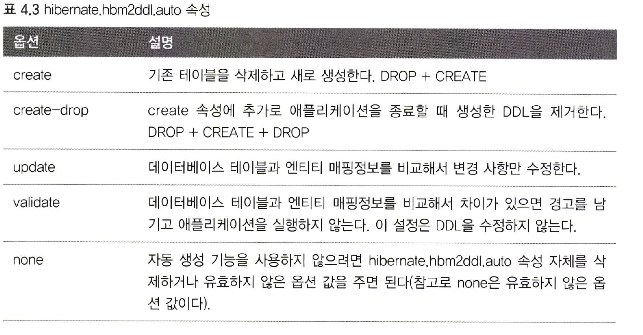 표 4.3 hibernate.hbm2ddl.auto 속성
옵션 설명
create 기존 테이블을 삭제하고 새로 생성한다. DROP + CREATE
create-drop create 속성에 추가로 애플리케이션을 종료할 때 생성한 DDL을 제거한다.
DROP + CREATE + DROP
update 데이터베이스 테이블과 엔티티 매핑정보를 비교해서 변경 사항만 수정한다.
validate 데이터베이스 테이블과 엔티티 매핑정보를 비교해서 차이가 있으면 경고를 남
기고 애플리케이션을 실행하지 않는다. 이 설정은 DDL을 수정하지 않는다.
none 자동 생성 기능을 사용하지 않으려면 hibernate.hbm2ddl.auto 속성 자체를 삭
제하거나 유효하지 않은 옵션 값을 주면 된다(참고로 none은 유효하지 않은 옵
션 값이다).